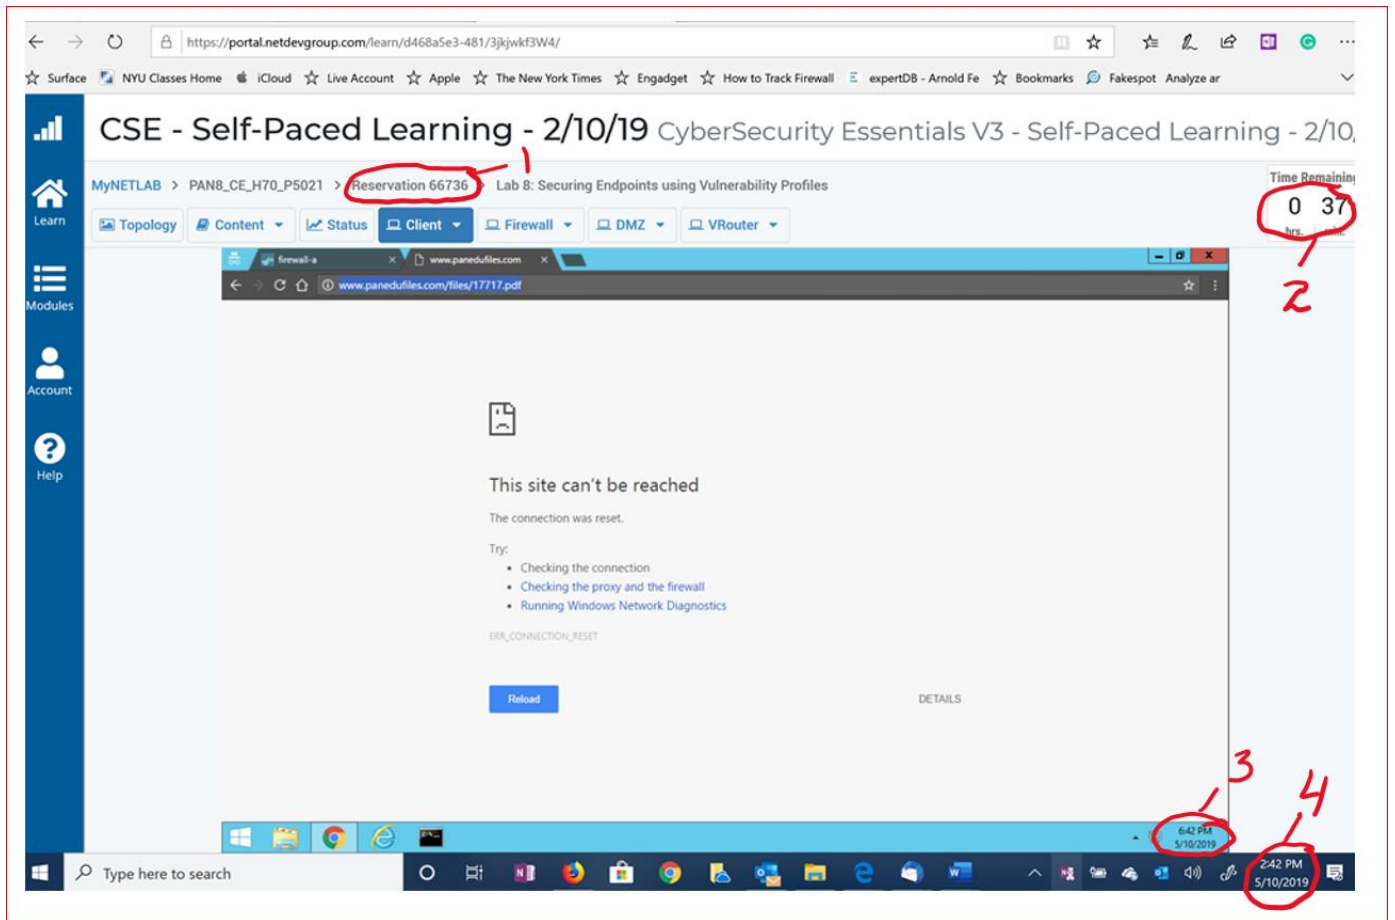 https://portal.netdevgroup.com/learn/d468a5e3-481/3jkjwkf3W4/
Surface NYU Classes Home iCloud Live Account Apple The New York Times Engadget How to Track Firewall expertDB - Arnold Fe Bookmarks Fakespot Analyze ar
CSE - Self-Paced Learning - 2/10/19 CyberSecurity Essentials V3 - Self-Paced Learning - 2/10/
1
MyNETLAB > PAN8_CE_H70_P5021 > Reservation 66736 > Lab 8: Securing Endpoints using Vulnerability Profiles
Time Remaining
0 37
hrs. min.
2
Learn
Topology Content Status Client Firewall DMZ VRouter
firewall-a × www.panedufiles.com ×
www.panedufiles.com/files/17717.pdf
Modules
Account
Help
This site can't be reached
The connection was reset.
Try:
• Checking the connection
• Checking the proxy and the firewall
• Running Windows Network Diagnostics
ERR_CONNECTION_RESET
Reload DETAILS
3
4
6:42 PM
5/10/2019
Type here to search
2:42 PM
5/10/2019